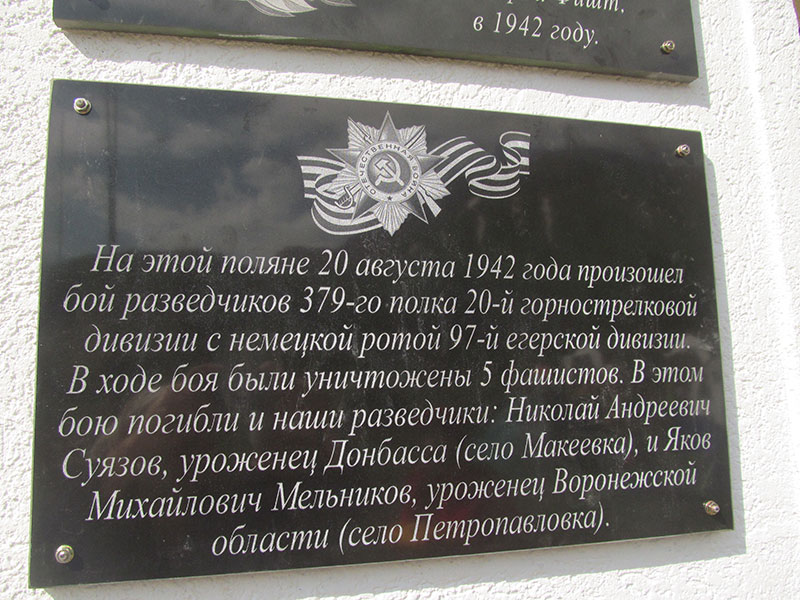 Фишт,
в 1942 году.
ОТЕЧЕСТВЕННАЯ ВОЙНА
На этой поляне 20 августа 1942 года произошел
бой разведчиков 379-го полка 20-й горнострелковой
дивизии с немецкой ротой 97-й егерской дивизии.
В ходе боя были уничтожены 5 фашистов. В этом
бою погибли и наши разведчики: Николай Андреевич
Суязов, уроженец Донбасса (село Макеевка), и Яков
Михайлович Мельников, уроженец Воронежской
области (село Петропавловка).